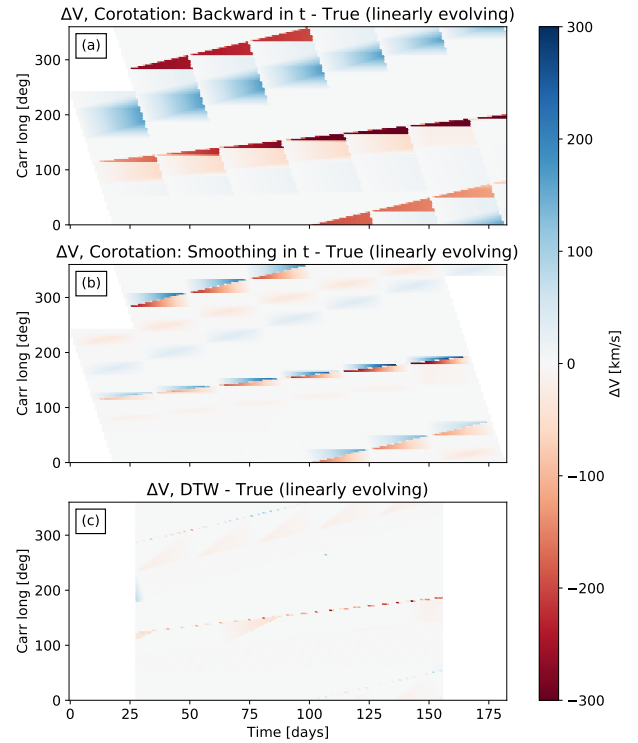 ΔV, Corotation: Backward in t - True (linearly evolving)
(a)
Carr long [deg]
300
200
100
0
ΔV, Corotation: Smoothing in t - True (linearly evolving)
(b)
Carr long [deg]
300
200
100
0
ΔV, DTW - True (linearly evolving)
(c)
Carr long [deg]
300
200
100
0
0 25 50 75 100 125 150 175
Time [days]
300
200
100
0
−100
−200
−300
ΔV [km/s]